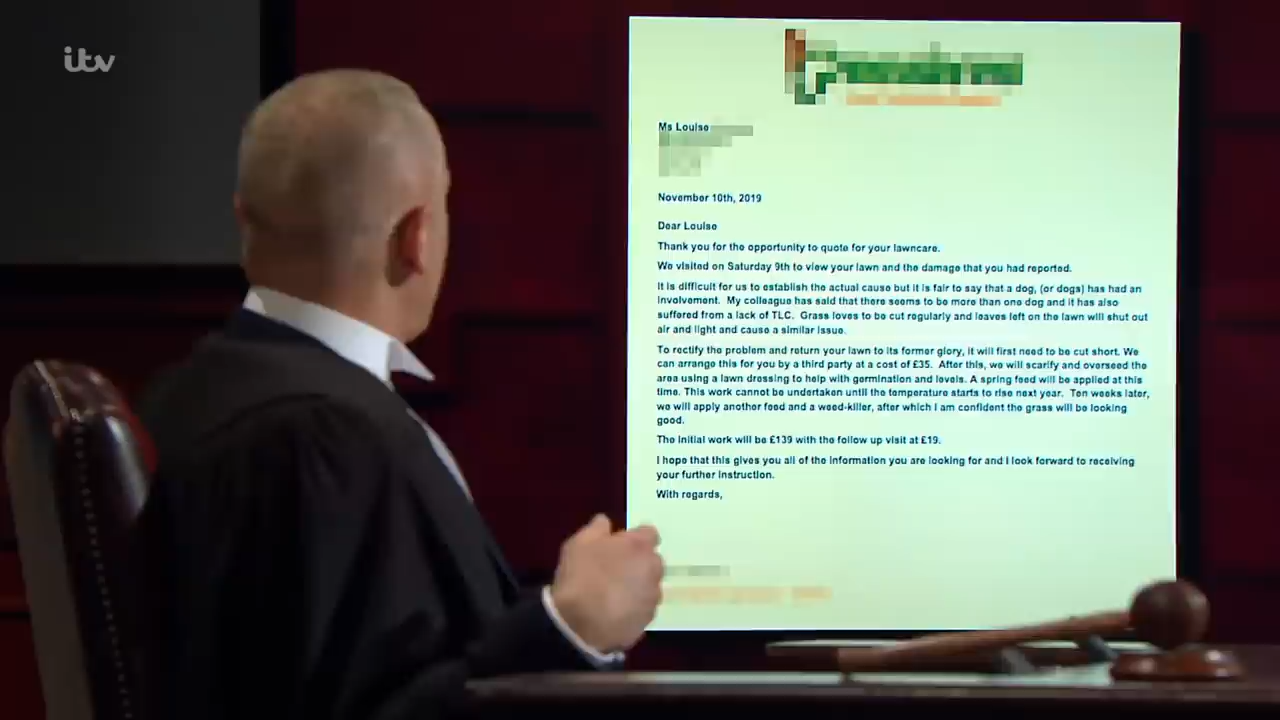 itv
Ms Louise
November 10th, 2019
Dear Louise
Thank you for the opportunity to quote for your lawncare.
We visited on Saturday 9th to view your lawn and the damage that you had reported.
It is difficult for us to establish the actual cause but it is fair to say that a dog, (or dogs) has had an
involvement. My colleague has said that there seems to be more than one dog and it has also
suffered from a lack of TLC. Grass loves to be cut regularly and leaves left on the lawn will shut out
air and light and cause a similar issue.
To rectify the problem and return your lawn to its former glory, it will first need to be cut short. We
can arrange this for you by a third party at a cost of £35. After this, we will scarify and overseed the
area using a lawn dressing to help with germination and levels. A spring feed will be applied at this
time. This work cannot be undertaken until the temperature starts to rise next year. Ten weeks later,
we will apply another feed and a weed-killer, after which I am confident the grass will be looking
good.
The initial work will be £139 with the follow up visit at £19.
I hope that this gives you all of the information you are looking for and I look forward to receiving
your further instruction.
With regards,